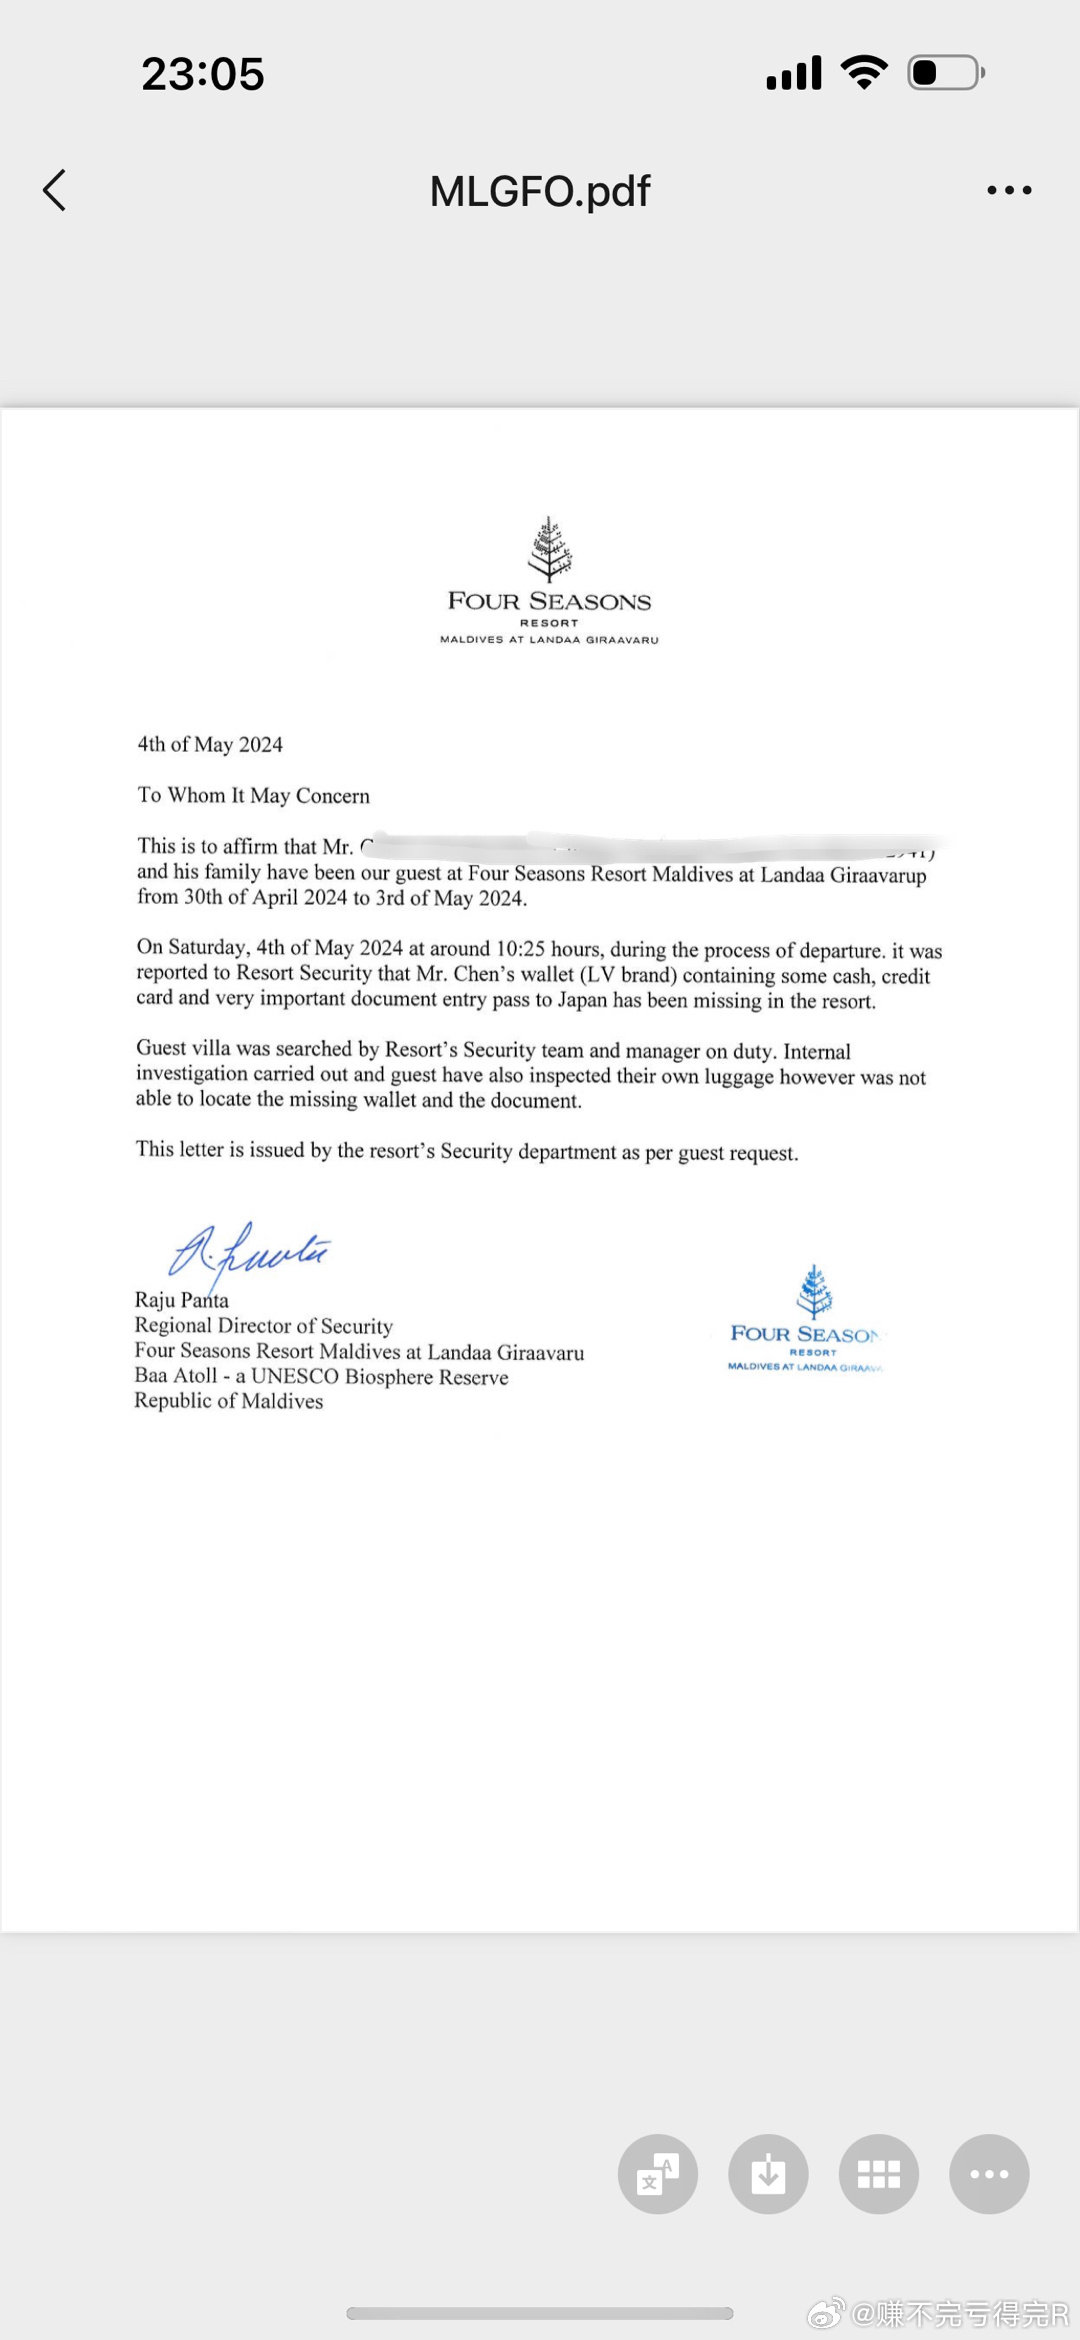 23:05
MLGFO.pdf
FOUR SEASONS
RESORT
MALDIVES AT LANDAA GIRAAVARU
4th of May 2024
To Whom It May Concern
This is to affirm that Mr.
and his family have been our guest at Four Seasons Resort Maldives at Landaa Giraavarup
from 30th of April 2024 to 3rd of May 2024.
On Saturday, 4th of May 2024 at around 10:25 hours, during the process of departure. it was
reported to Resort Security that Mr. Chen's wallet (LV brand) containing some cash, credit
card and very important document entry pass to Japan has been missing in the resort.
Guest villa was searched by Resort's Security team and manager on duty. Internal
investigation carried out and guest have also inspected their own luggage however was not
able to locate the missing wallet and the document.
This letter is issued by the resort's Security department as per guest request.
R. Panta
Raju Panta
Regional Director of Security
Four Seasons Resort Maldives at Landaa Giraavaru
Baa Atoll - a UNESCO Biosphere Reserve
Republic of Maldives
FOUR SEASON
RESORT
MALDIVES AT LANDAA GIRAAVA
@赚不完亏得完R